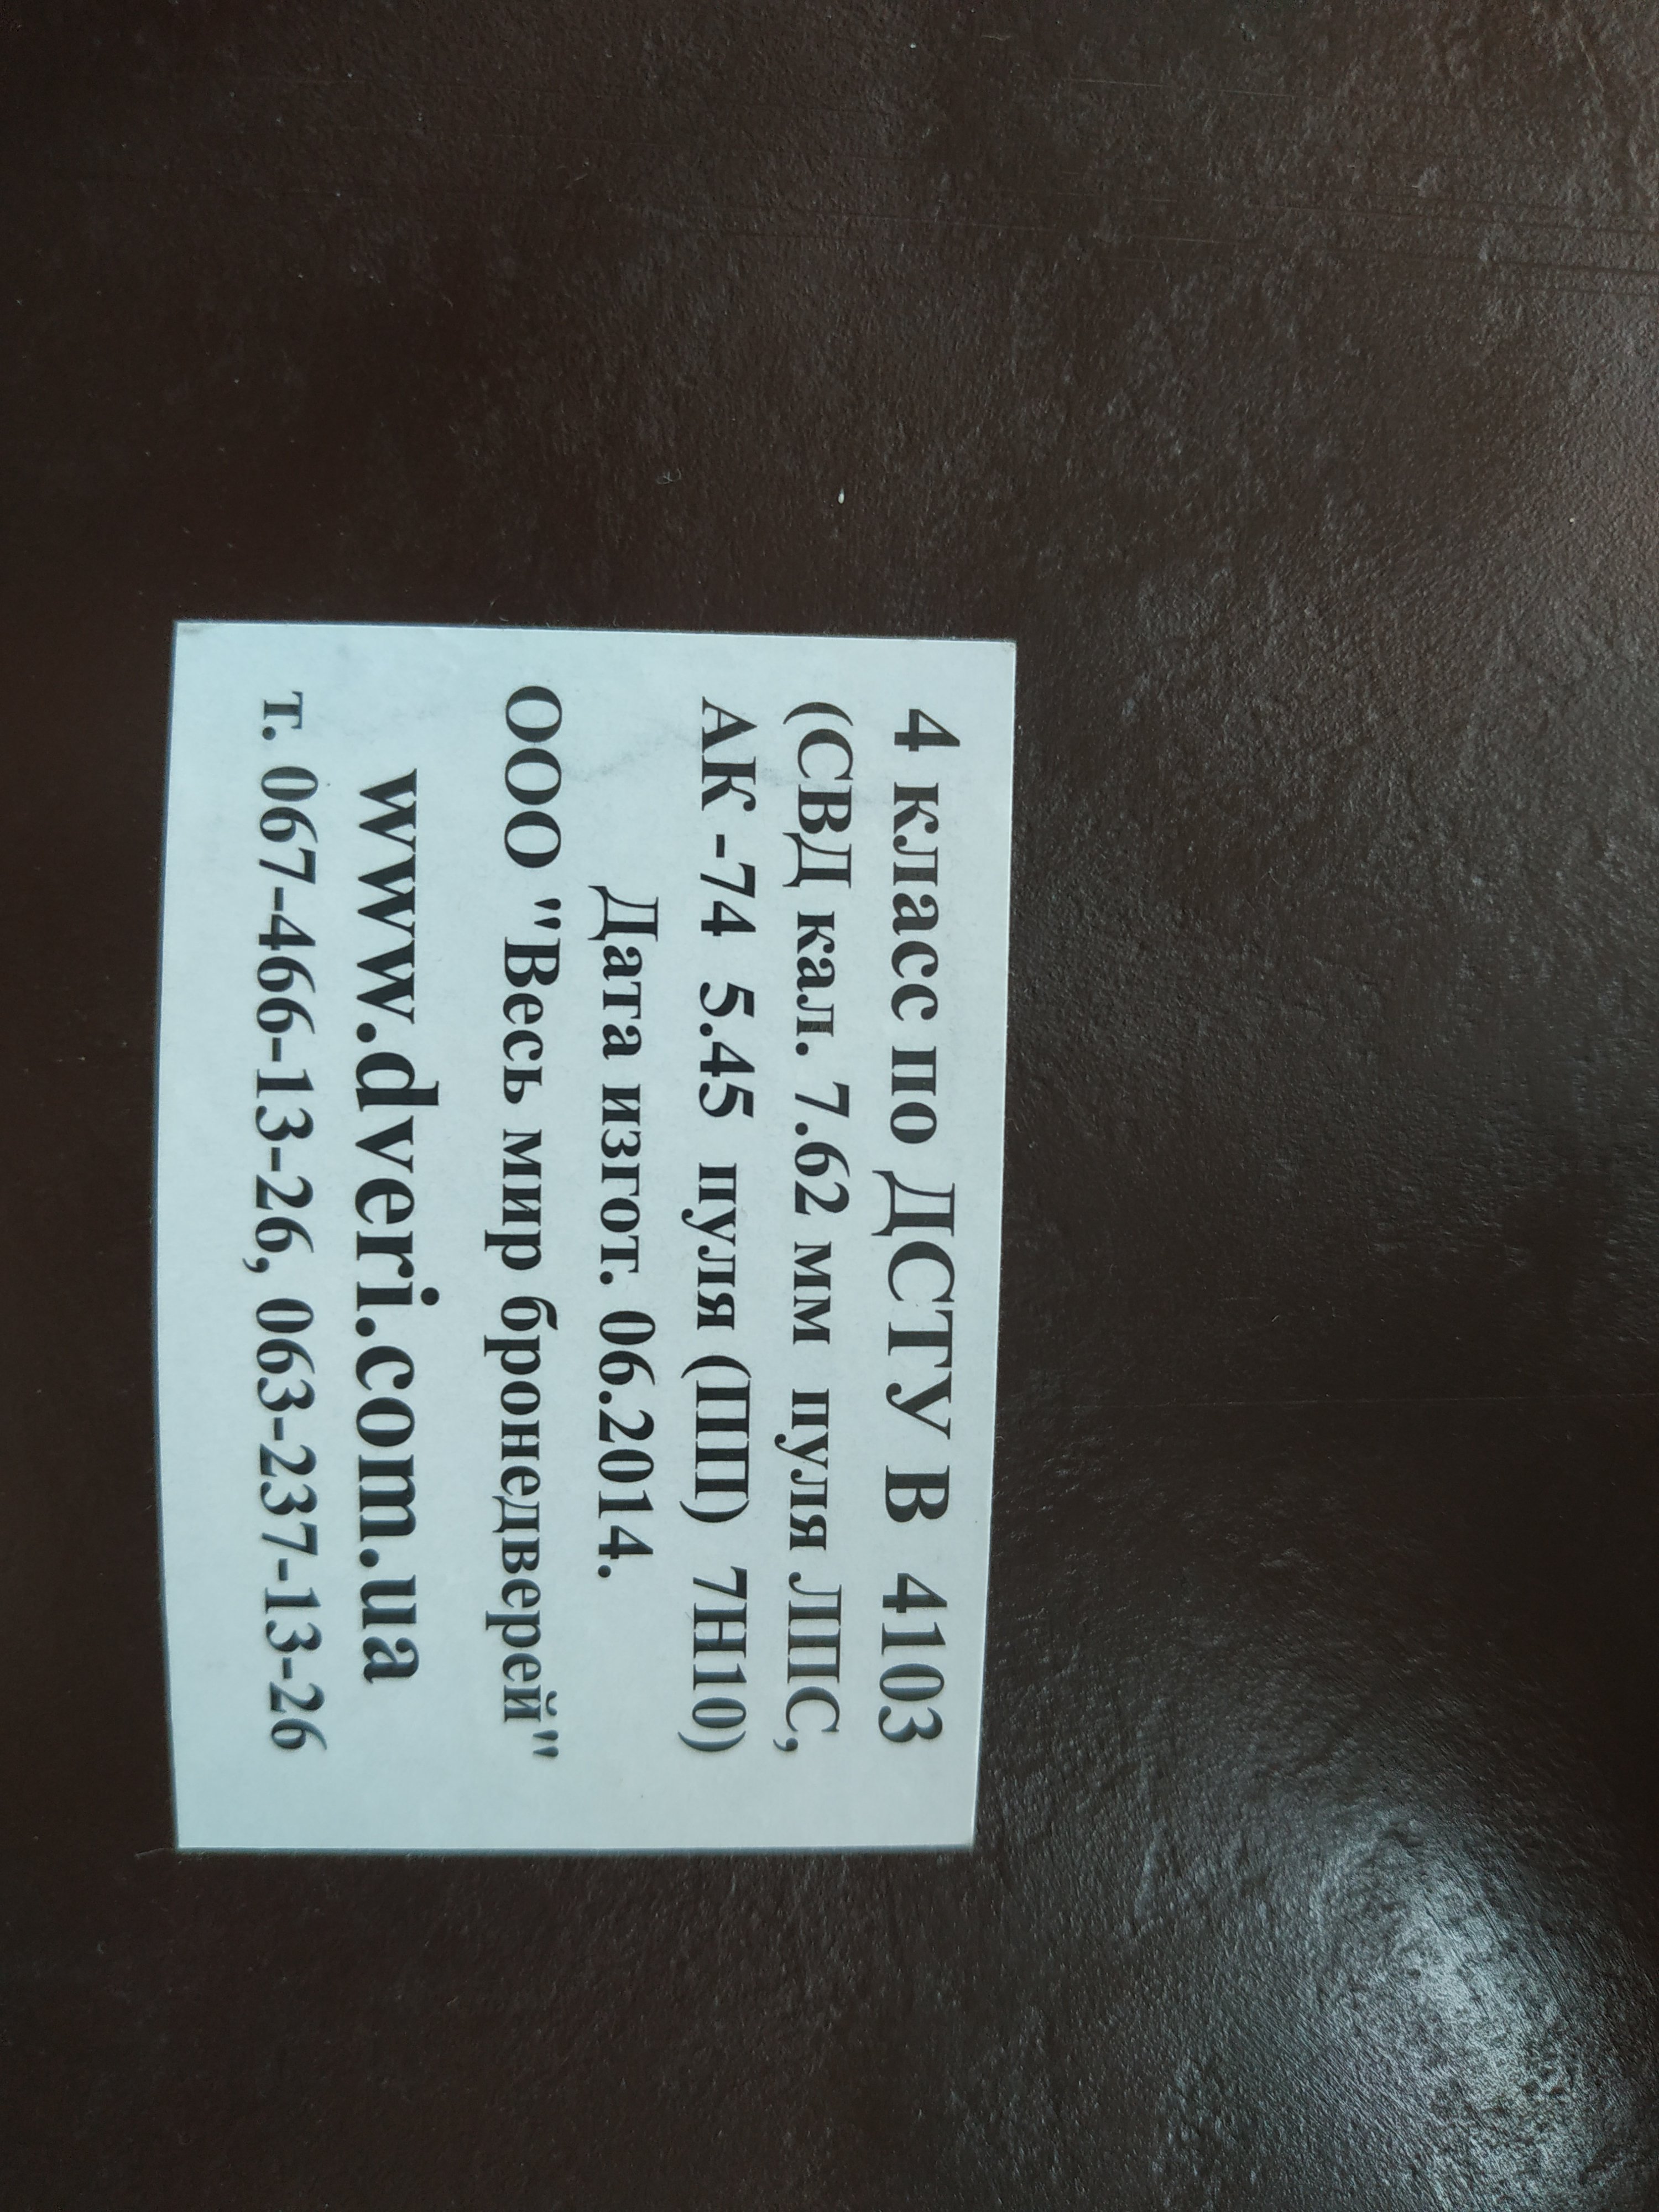 4 класс по ДСТУ В 4103
(СВД кал. 7.62 мм пуля ЛПС,
АК -74 5.45 пуля (ПП) 7Н10)
Дата изгот. 06.2014.
ООО "Весь мир бронедверей"
www.dveri.com.ua
т. 067-466-13-26, 063-237-13-26